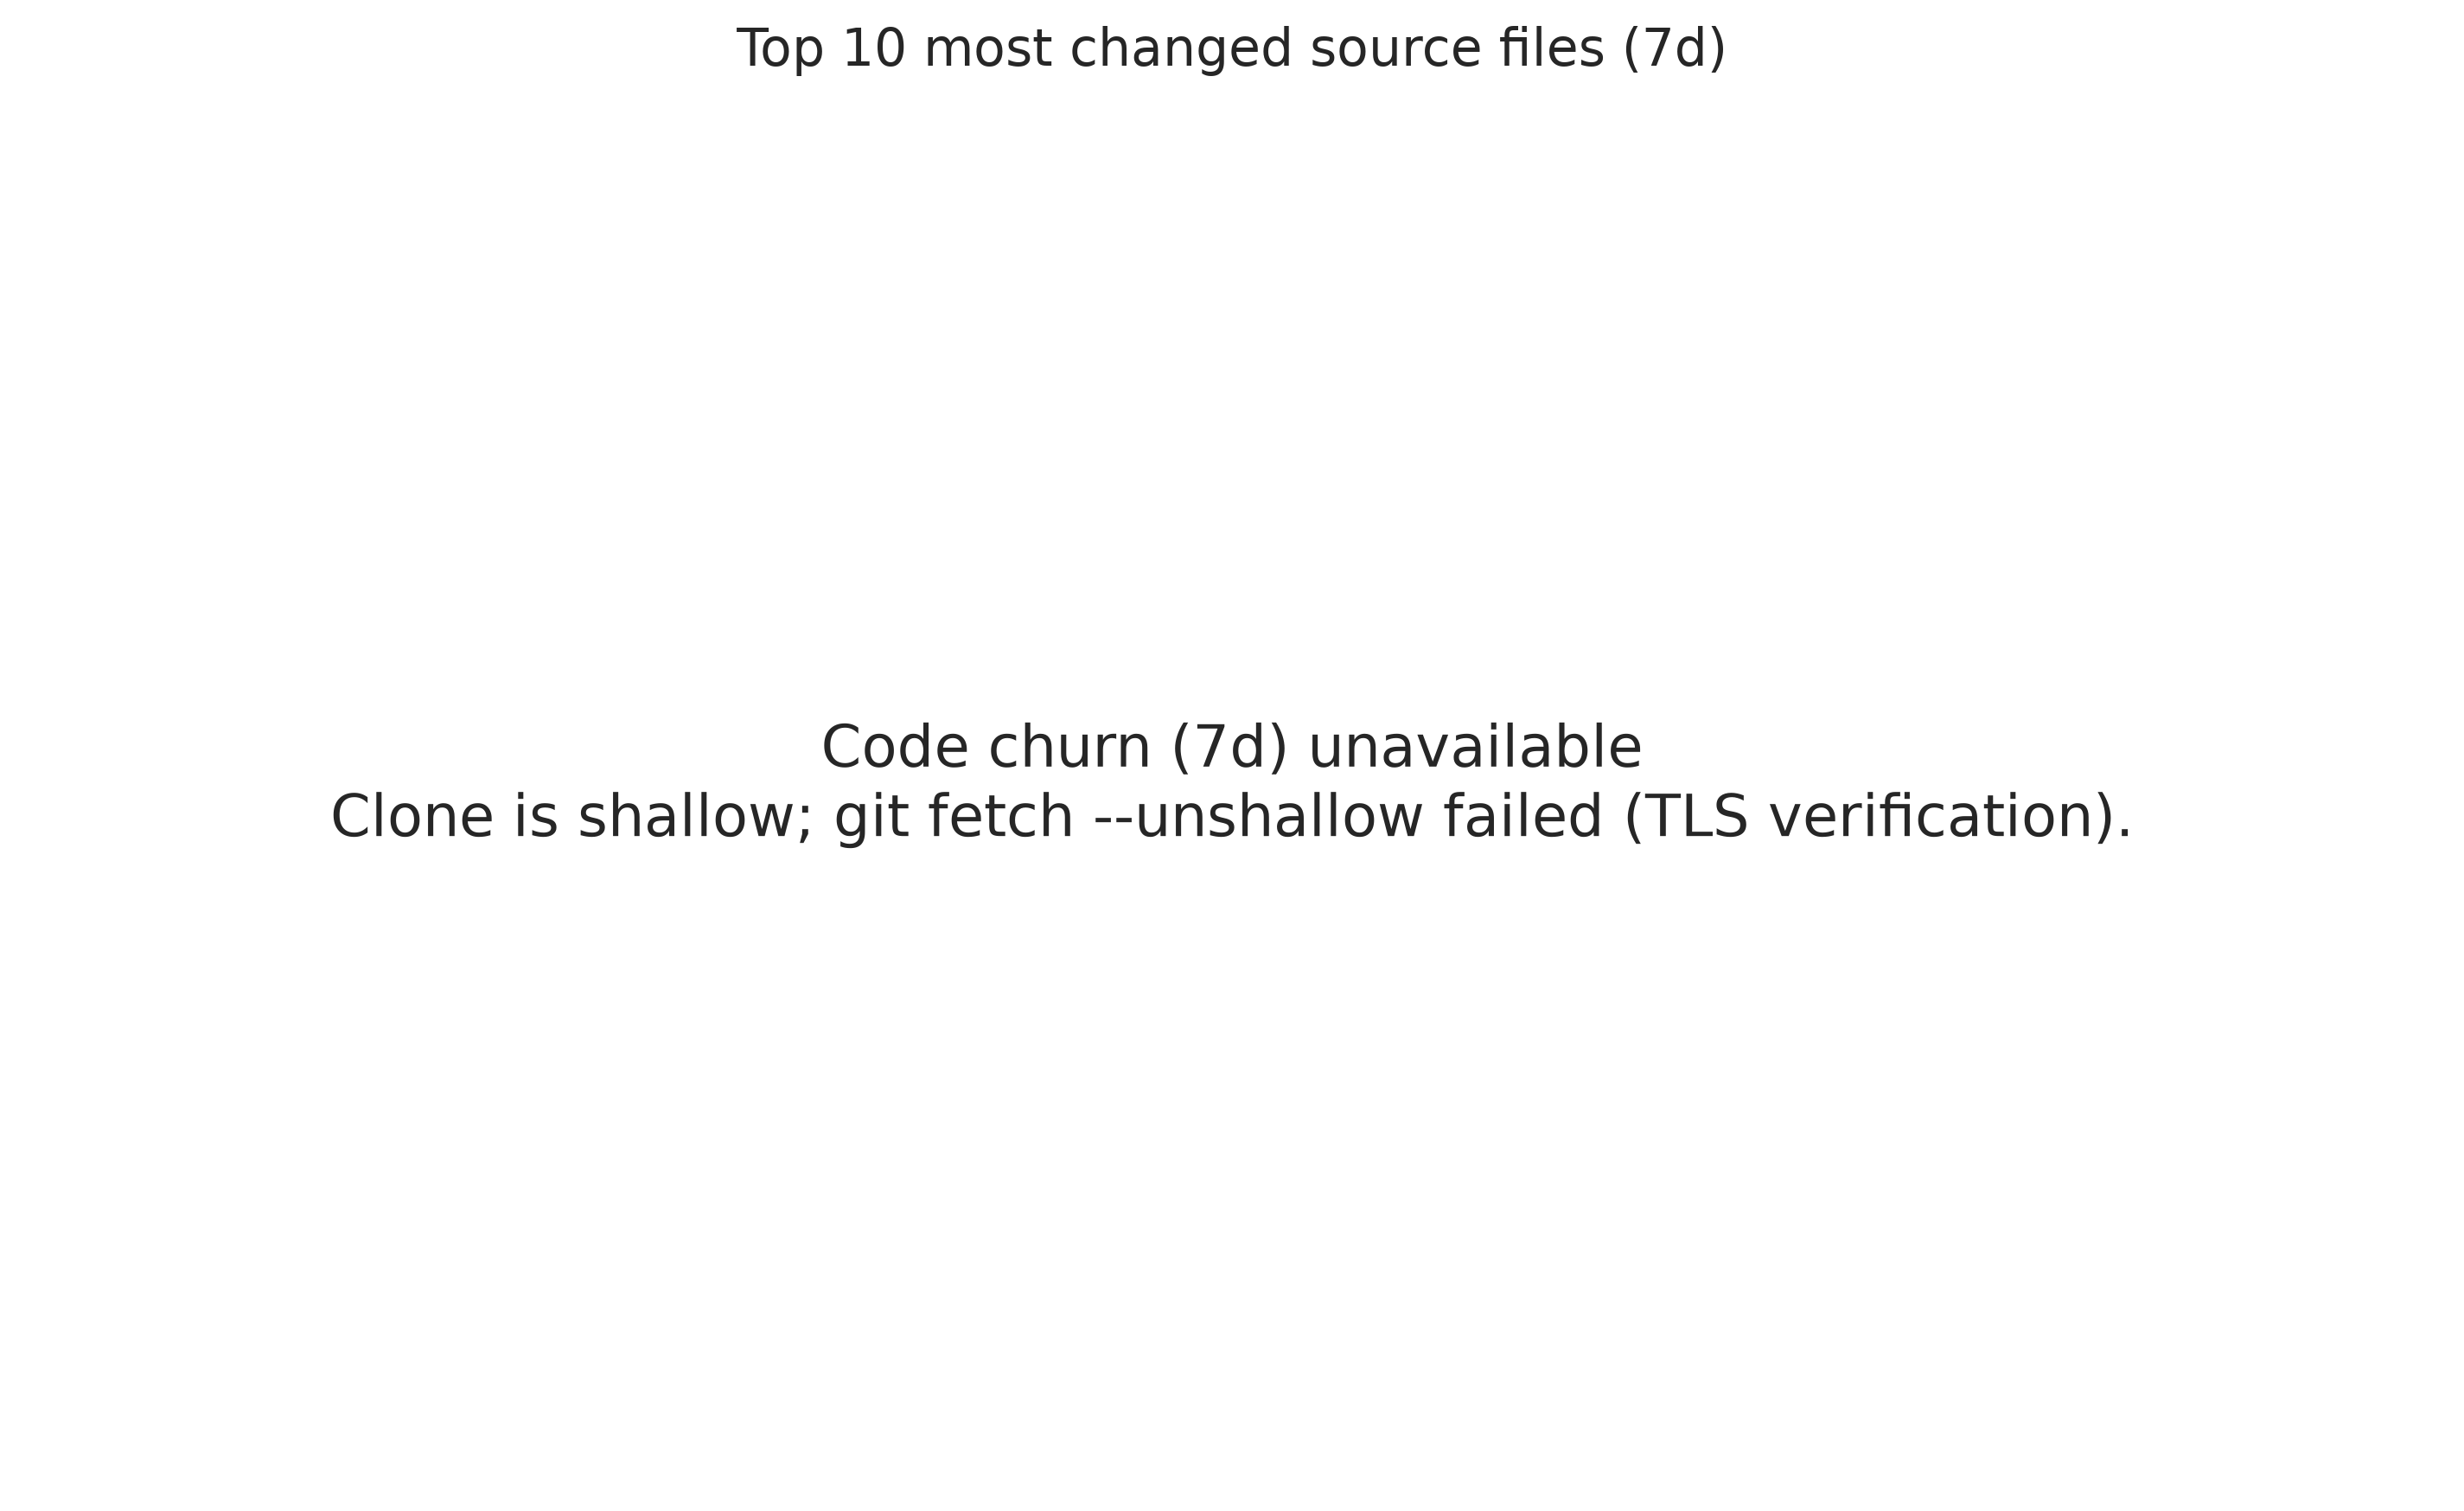 Top 10 most changed source files (7d)
Code churn (7d) unavailable
Clone is shallow; git fetch --unshallow failed (TLS verification).